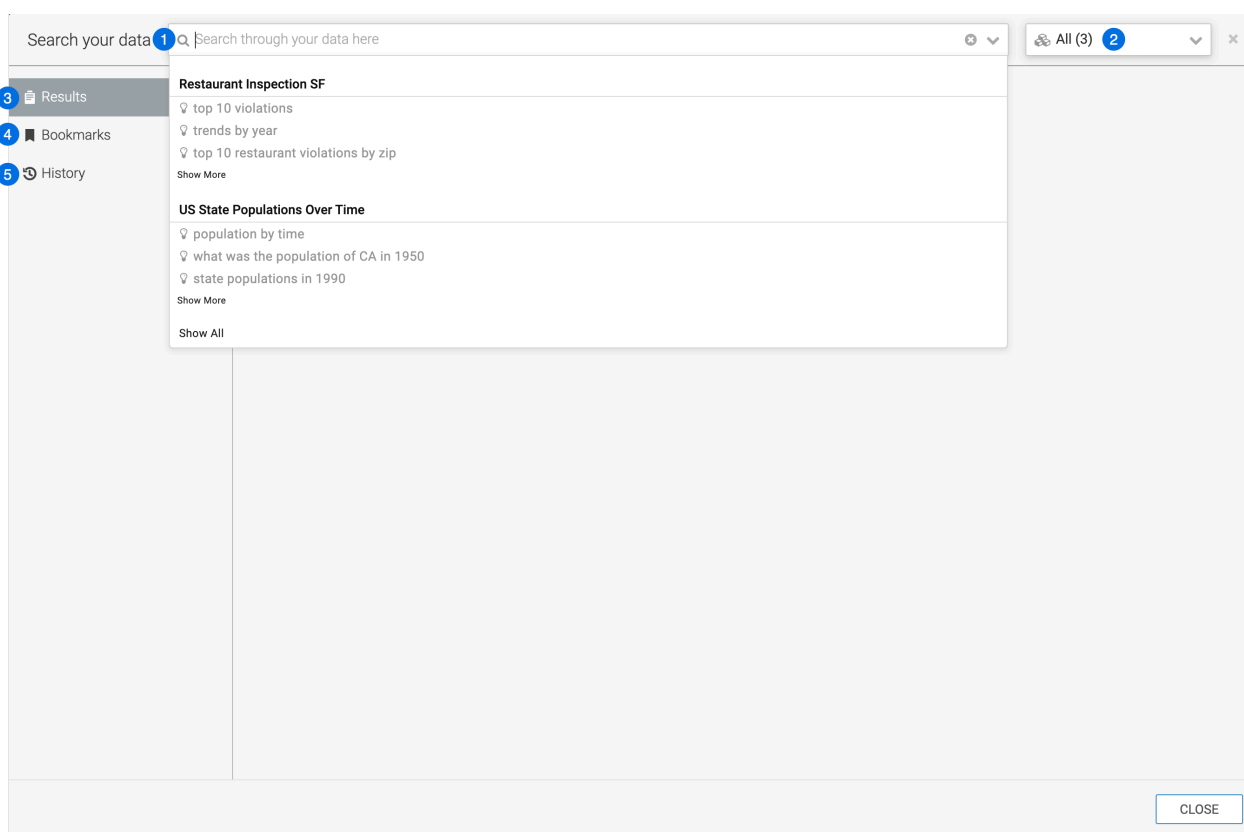 Search your data 1 Search through your data here All (3) 2
Restaurant Inspection SF
3 Results
top 10 violations
trends by year
4 Bookmarks
top 10 restaurant violations by zip
5 History
Show More
US State Populations Over Time
population by time
what was the population of CA in 1950
state populations in 1990
Show More
Show All
CLOSE